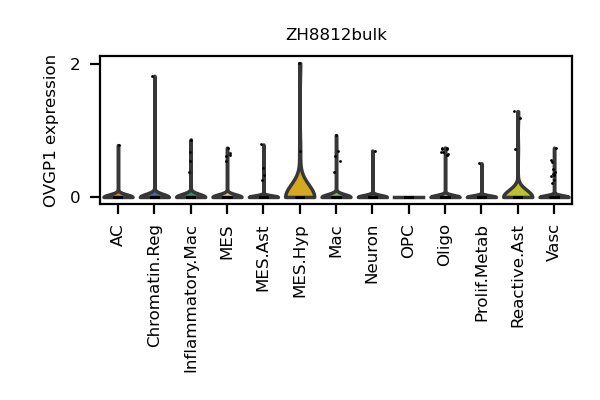 ZH8812bulk
OVGP1 expression
2
0
AC
Chromatin.Reg
Inflammatory.Mac
MES
MES.Ast
MES.Hyp
Mac
Neuron
OPC
Oligo
Prolif.Metab
Reactive.Ast
Vasc